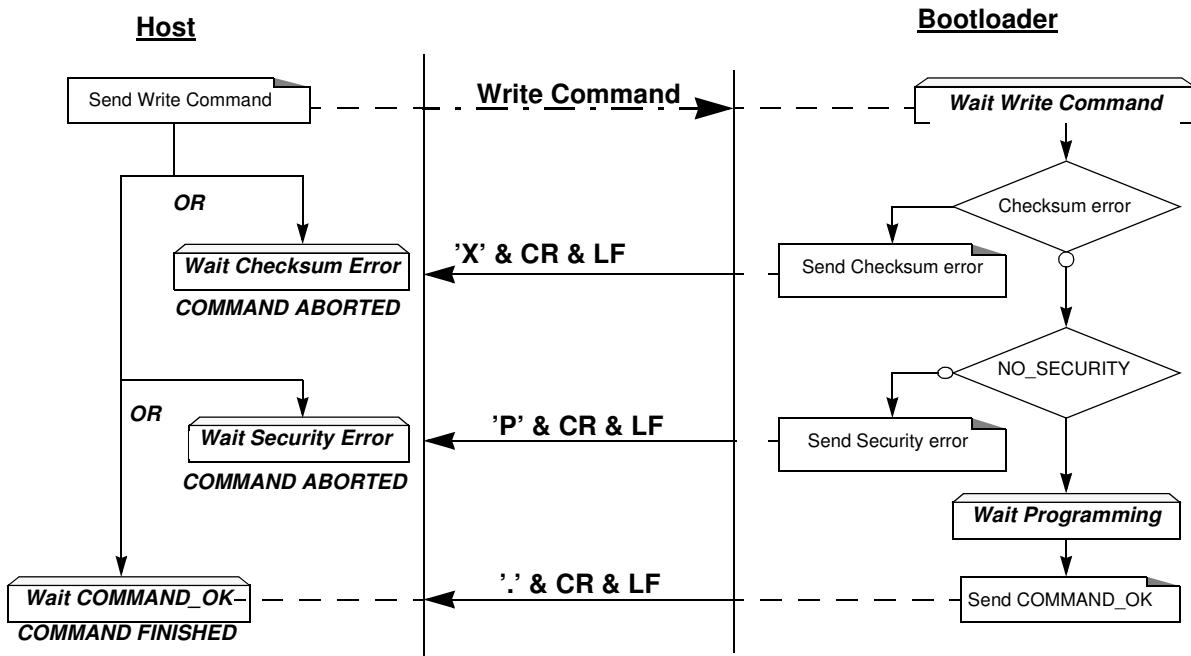 Host
Bootloader
Send Write Command
Write Command
Wait Write Command
OR
Checksum error
Wait Checksum Error
’X’ & CR & LF
Send Checksum error
COMMAND ABORTED
NO_SECURITY
OR
Wait Security Error
’P’ & CR & LF
Send Security error
COMMAND ABORTED
Wait Programming
Wait COMMAND_OK
’.’ & CR & LF
Send COMMAND_OK
COMMAND FINISHED